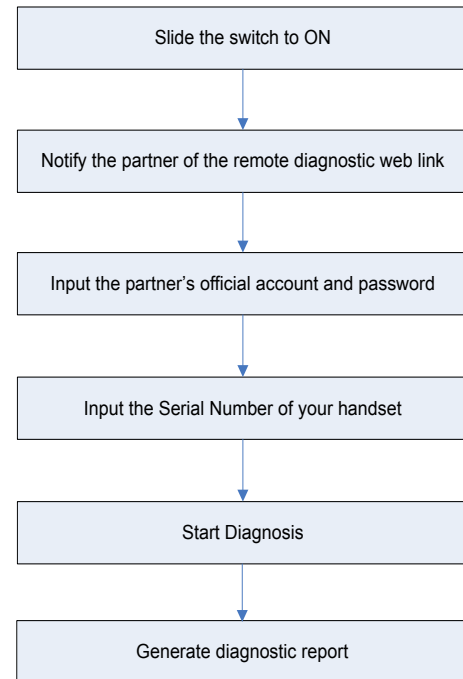 Slide the switch to ON
Notify the partner of the remote diagnostic web link
Input the partner’s official account and password
Input the Serial Number of your handset
Start Diagnosis
Generate diagnostic report